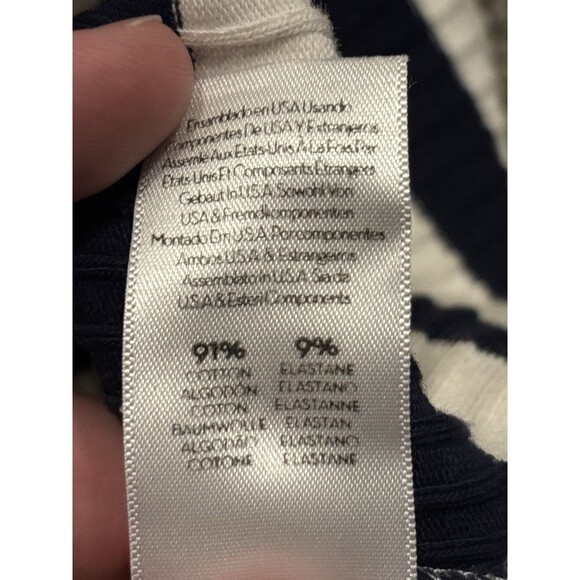 Ensamblado en USA Usando
Componentes De USA Y Extranjeros
Assemle Aux Etats-Unis À La Fois Par
Etats-Unis Et Composants Etrangers
Gebaut In U.S.A. Sowohl von
USA & Fremdkomponenten
Montado Em U.S.A. Por componentes
Ambos U.S.A. & Estrangeiros
Assemblato in U.S.A. Sia da
U.S.A & Esteri Components
91% 9%
COTTON ELASTANE
ALGODÓN ELASTANO
COTON ELASTANNE
BAUMWOLLE ELASTAN
ALGODÃO ELASTANO
COTONE ELASTANE